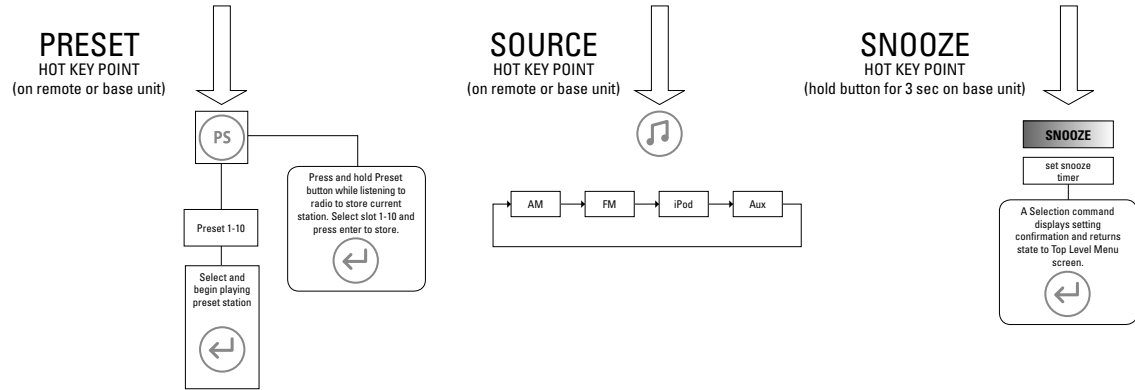 PRESET
HOT KEY POINT
(on remote or base unit)
PS
Press and hold Preset
button while listening to
radio to store current
station. Select slot 1-10 and
press enter to store.
Preset 1-10
Select and
begin playing
preset station
SOURCE
HOT KEY POINT
(on remote or base unit)
AM
FM
iPod
Aux
SNOOZE
HOT KEY POINT
(hold button for 3 sec on base unit)
SNOOZE
set snooze
timer
A Selection command
displays setting
confirmation and returns
state to Top Level Menu
screen.